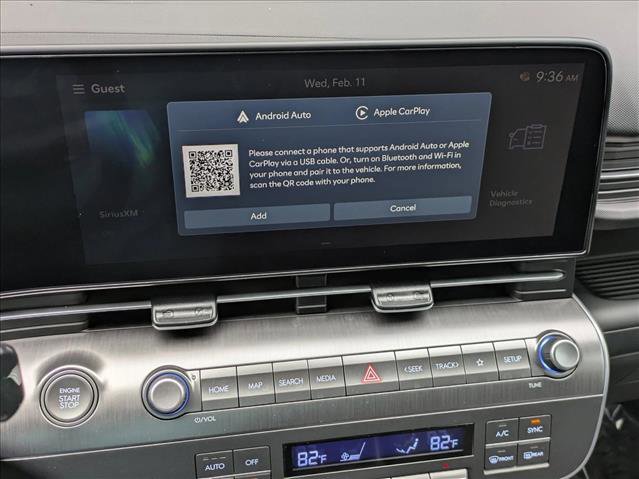 Guest
Wed, Feb. 11
9:36 AM
Android Auto
Apple CarPlay
Please connect a phone that supports Android Auto or Apple
CarPlay via a USB cable. Or, turn on Bluetooth and Wi-Fi in
your phone and pair it to the vehicle. For more information,
scan the QR code with your phone.
Add
Cancel
SiriusXM
Vehicle
Diagnostics
ENGINE
START
STOP
⏻/VOL
HOME
MAP
SEARCH
MEDIA
<SEEK
TRACK>
☆
SETUP
TUNE
AUTO
OFF
82°F
82°F
A/C
SYNC
FRONT
REAR